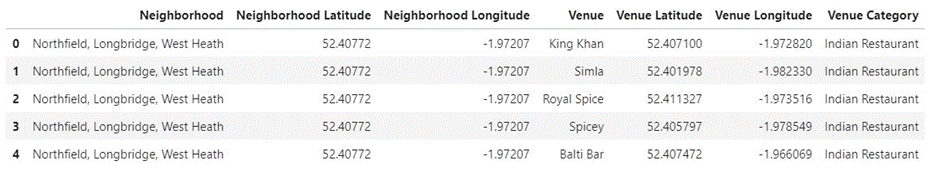 Neighborhood Neighborhood Latitude Neighborhood Longitude Venue Venue Latitude Venue Longitude Venue Category
0 Northfield, Longbridge, West Heath 52.40772 -1.97207 King Khan 52.407100 -1.972820 Indian Restaurant
1 Northfield, Longbridge, West Heath 52.40772 -1.97207 Simla 52.401978 -1.982330 Indian Restaurant
2 Northfield, Longbridge, West Heath 52.40772 -1.97207 Royal Spice 52.411327 -1.973516 Indian Restaurant
3 Northfield, Longbridge, West Heath 52.40772 -1.97207 Spicey 52.405797 -1.978549 Indian Restaurant
4 Northfield, Longbridge, West Heath 52.40772 -1.97207 Balti Bar 52.407472 -1.966069 Indian Restaurant